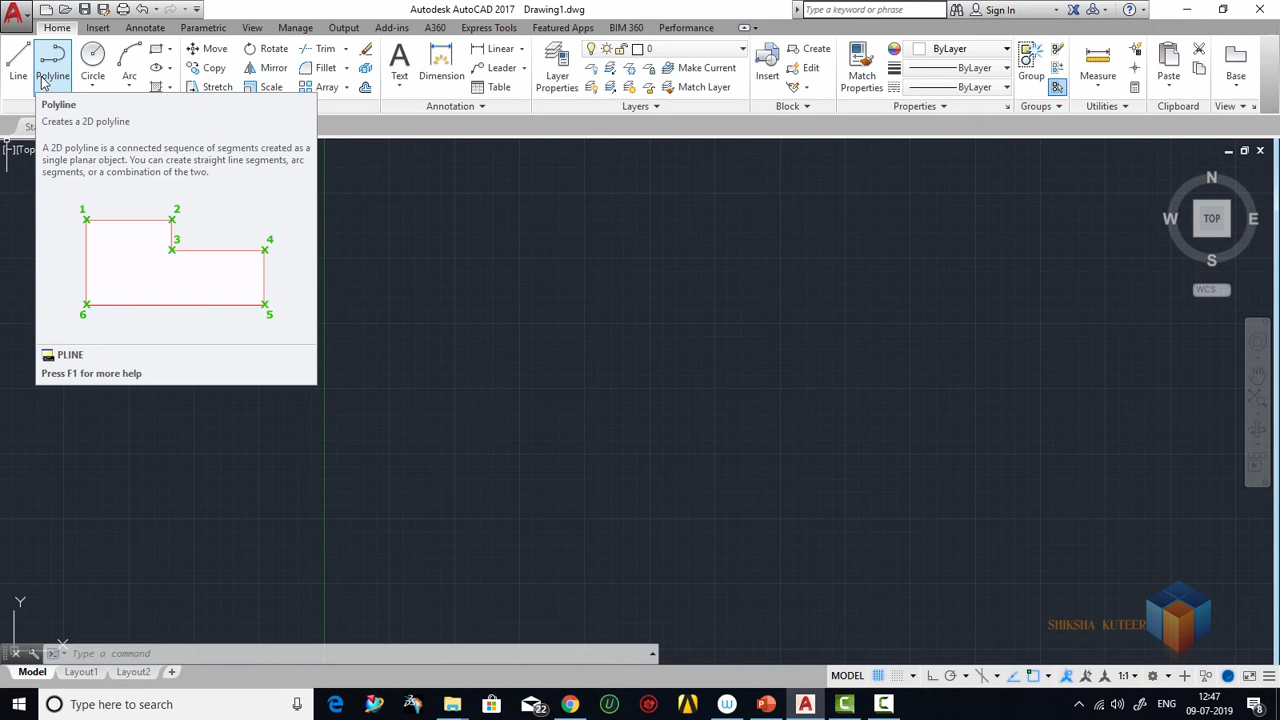 Autodesk AutoCAD 2017 Drawing1.dwg
Type a keyword or phrase
Sign In
Home Insert Annotate Parametric View Manage Output Add-ins A360 Express Tools Featured Apps BIM 360 Performance
Line
Polyline
Circle
Arc
Move
Rotate
Trim
Copy
Mirror
Fillet
Stretch
Scale
Array
Text
Dimension
Linear
Leader
Table
Annotation
Layer
Properties
0
Make Current
Match Layer
Layers
Insert
Create
Edit
Block
Match
Properties
ByLayer
ByLayer
ByLayer
Properties
Group
Groups
Measure
Utilities
Paste
Clipboard
Base
View
Polyline
Creates a 2D polyline
A 2D polyline is a connected sequence of segments created as a
single planar object. You can create straight line segments, arc
segments, or a combination of the two.
1
2
3
4
5
6
PLINE
Press F1 for more help
[−][Top
N
W TOP E
S
WCS
SHIKSHA KUTEER
Y
X
Type a command
Model Layout1 Layout2
MODEL
1:1
Type here to search
22
ENG
12:47
09-07-2019
8